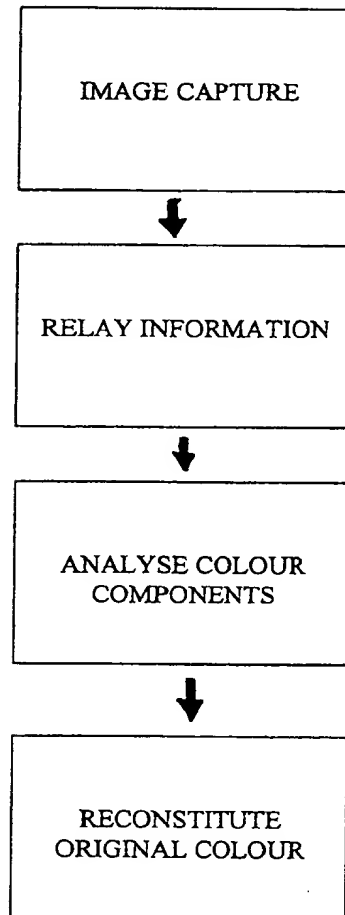 IMAGE CAPTURE
RELAY INFORMATION
ANALYSE COLOUR
COMPONENTS
RECONSTITUTE
ORIGINAL COLOUR